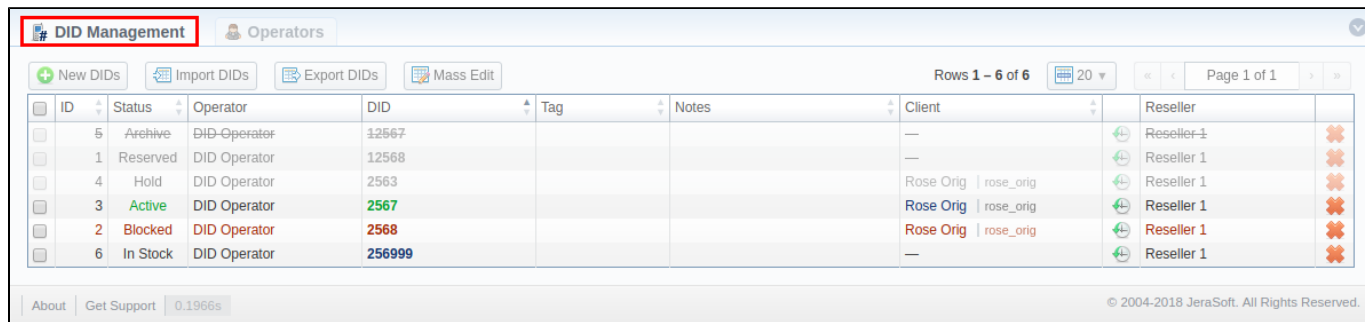 DID Management Operators
New DIDs Import DIDs Export DIDs Mass Edit Rows 1 – 6 of 6 20 ▾ « ‹ Page 1 of 1 › »
ID Status Operator DID Tag Notes Client Reseller
5 Archive DID Operator 12567 — Reseller 1
1 Reserved DID Operator 12568 — Reseller 1
4 Hold DID Operator 2563 Rose Orig | rose_orig Reseller 1
3 Active DID Operator 2567 Rose Orig | rose_orig Reseller 1
2 Blocked DID Operator 2568 Rose Orig | rose_orig Reseller 1
6 In Stock DID Operator 256999 — Reseller 1
About Get Support 0.1966s © 2004-2018 JeraSoft. All Rights Reserved.